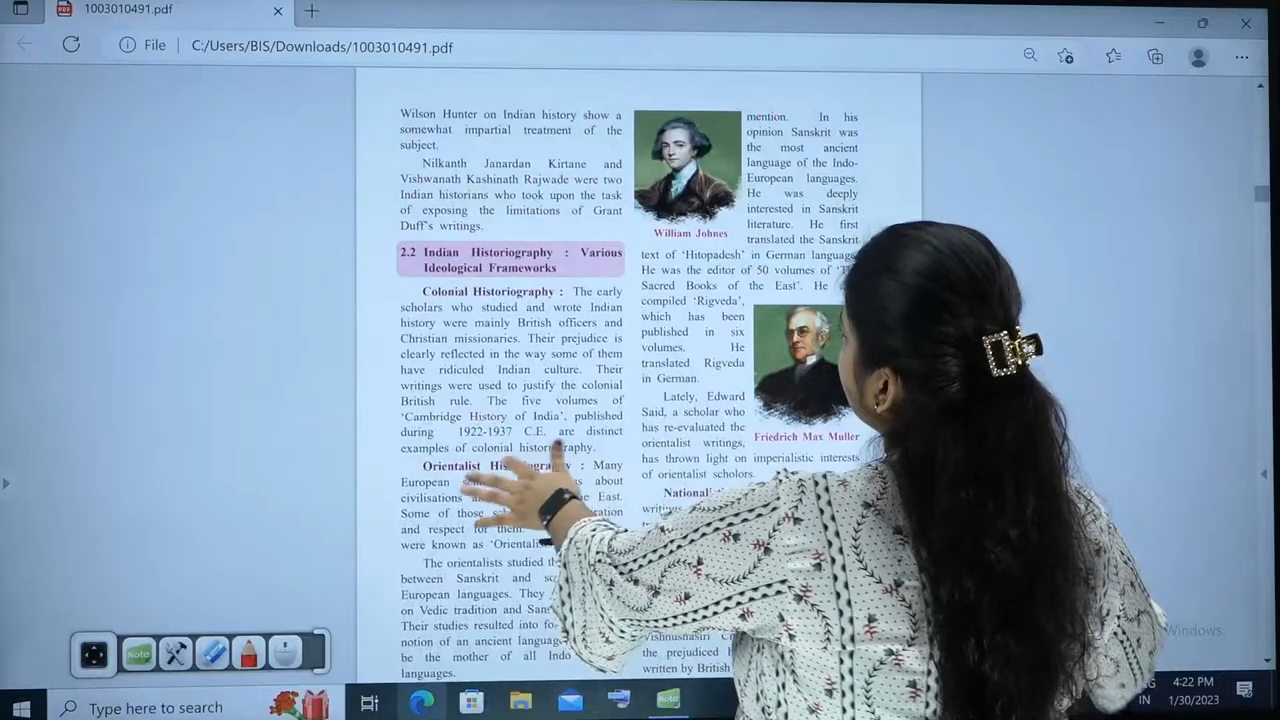 1003010491.pdf
File
C:/Users/BIS/Downloads/1003010491.pdf
Wilson Hunter on Indian history show a
somewhat impartial treatment of the
subject.
Nilkanth Janardan Kirtane and
Vishwanath Kashinath Rajwade were two
Indian historians who took upon the task
of exposing the limitations of Grant
Duff's writings.
2.2 Indian Historiography : Various
Ideological Frameworks
Colonial Historiography : The early
scholars who studied and wrote Indian
history were mainly British officers and
Christian missionaries. Their prejudice is
clearly reflected in the way some of them
have ridiculed Indian culture. Their
writings were used to justify the colonial
British rule. The five volumes of
'Cambridge History of India', published
during 1922-1937 C.E. are distinct
examples of colonial historiography.
Orientalist : Many
European about
civilisations East.
Some of those
and respect for them.
were known as
The orientalists studied
between Sanskrit and
European languages. They
on Vedic tradition and
Their studies resulted into
notion of an ancient
be the mother of all Indo
languages.
William Johnes
mention. In his
opinion Sanskrit was
the most ancient
language of the Indo-
European languages.
He was deeply
interested in Sanskrit
literature. He first
translated the Sanskrit
text of 'Hitopadesh' in German language.
He was the editor of 50 volumes of
Sacred Books of the East'. He
compiled 'Rigveda',
which has been
published in six
volumes. He
translated Rigveda
in German.
Friedrich Max Muller
Lately, Edward
Said, a scholar who
has re-evaluated the
orientalist writings,
has thrown light on imperialistic interests
of orientalist scholors.
the prejudiced
written by British
Windows.
Note
Type here to search
Note
IN
4:22 PM
1/30/2023